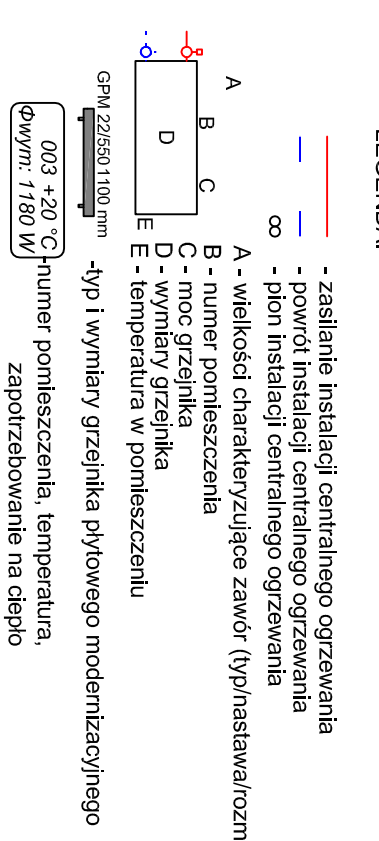 - zasilanie instalacji centralnego ogrzewania
- powrót instalacji centralnego ogrzewania
- pion instalacji centralnego ogrzewania
A
B
C
D
E
A - wielkości charakteryzujące zawór (typ/nastawa/rozm
B - numer pomieszczenia
C - moc grzejnika
D - wymiary grzejnika
E - temperatura w pomieszczeniu
GPM 22/550 1100 mm
-typ i wymiary grzejnika płytowego modernizacyjnego
003 +20 °C
Φwym: 1180 W
-numer pomieszczenia, temperatura,
zapotrzebowanie na ciepło